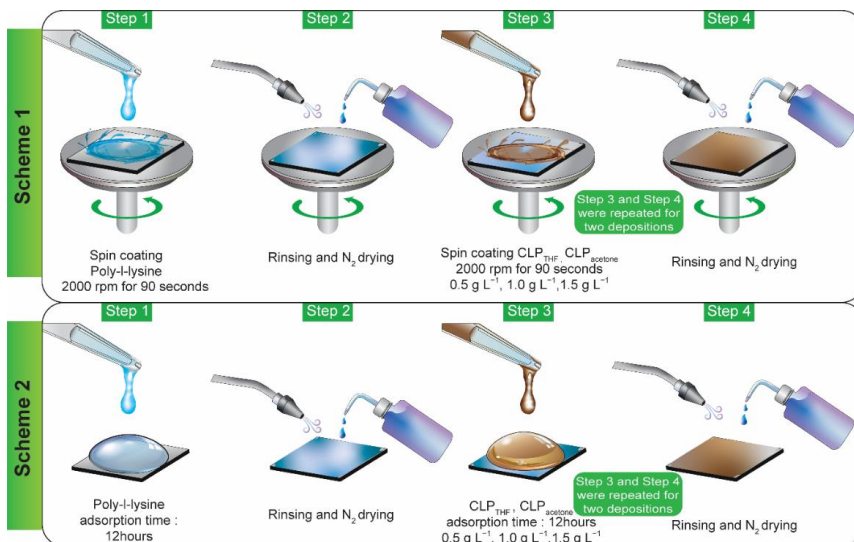 Scheme 1
Step 1
Step 2
Step 3
Step 4
Spin coating
Poly-l-lysine
2000 rpm for 90 seconds
Rinsing and N2 drying
Spin coating CLPTHF, CLPacetone
2000 rpm for 90 seconds
0.5 g L⁻¹, 1.0 g L⁻¹,1.5 g L⁻¹
Step 3 and Step 4
were repeated for
two depositions
Rinsing and N2 drying
Scheme 2
Step 1
Step 2
Step 3
Step 4
Poly-l-lysine
adsorption time :
12hours
Rinsing and N2 drying
CLPTHF, CLPacetone
adsorption time : 12hours
0.5 g L⁻¹, 1.0 g L⁻¹,1.5 g L⁻¹
Step 3 and Step 4
were repeated for
two depositions
Rinsing and N2 drying